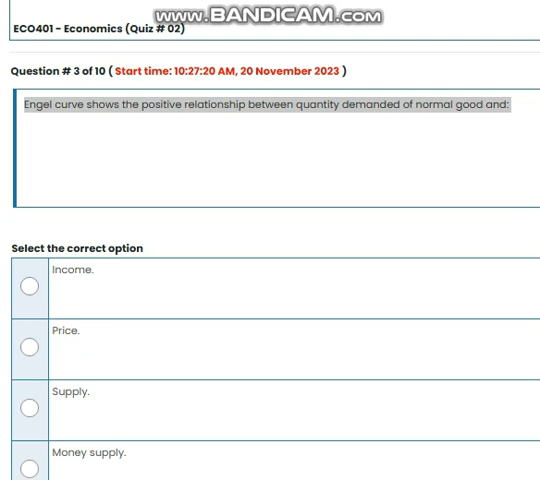 www.BANDICAM.com
ECO401 - Economics (Quiz # 02)
Question # 3 of 10 ( Start time: 10:27:20 AM, 20 November 2023 )
Engel curve shows the positive relationship between quantity demanded of normal good and:
Select the correct option
Income.
Price.
Supply.
Money supply.